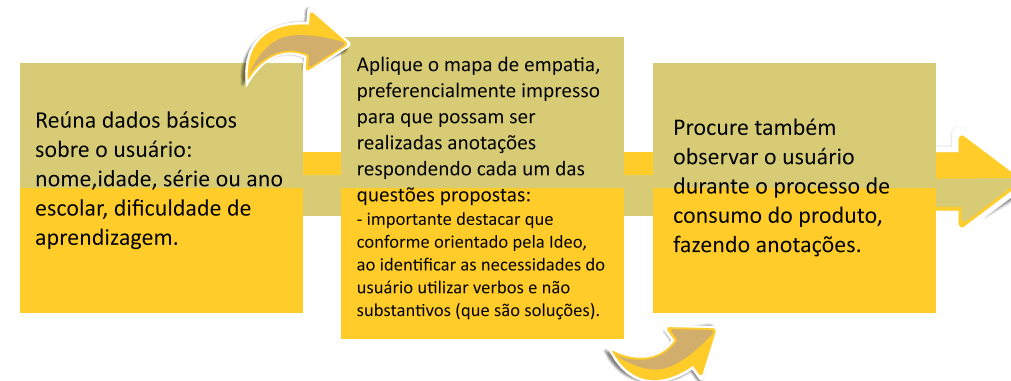 Reúna dados básicos
sobre o usuário:
nome,idade, série ou ano
escolar, dificuldade de
aprendizagem.
Aplique o mapa de empatia,
preferencialmente impresso
para que possam ser
realizadas anotações
respondendo cada um das
questões propostas:
- importante destacar que
conforme orientado pela Ideo,
ao identificar as necessidades do
usuário utilizar verbos e não
substantivos (que são soluções).
Procure também
observar o usuário
durante o processo de
consumo do produto,
fazendo anotações.